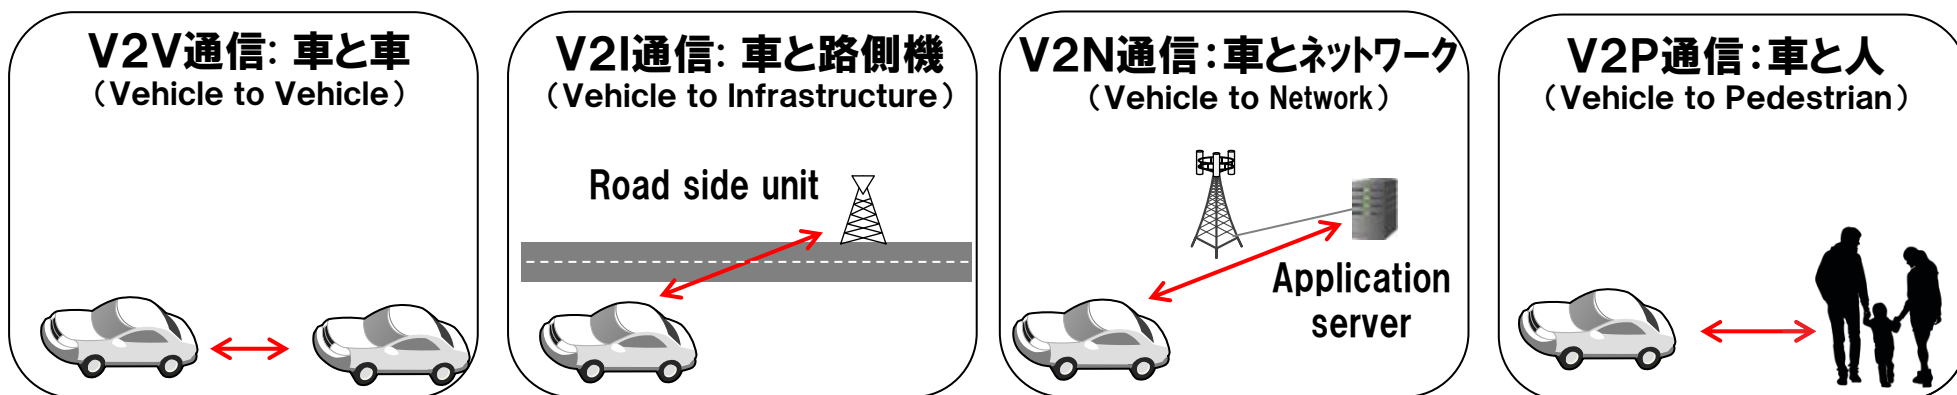 V2V通信: 車と車
（Vehicle to Vehicle）
V2I通信: 車と路側機
（Vehicle to Infrastructure）
Road side unit
V2N通信：車とネットワーク
（Vehicle to Network）
Application
server
V2P通信：車と人
（Vehicle to Pedestrian）